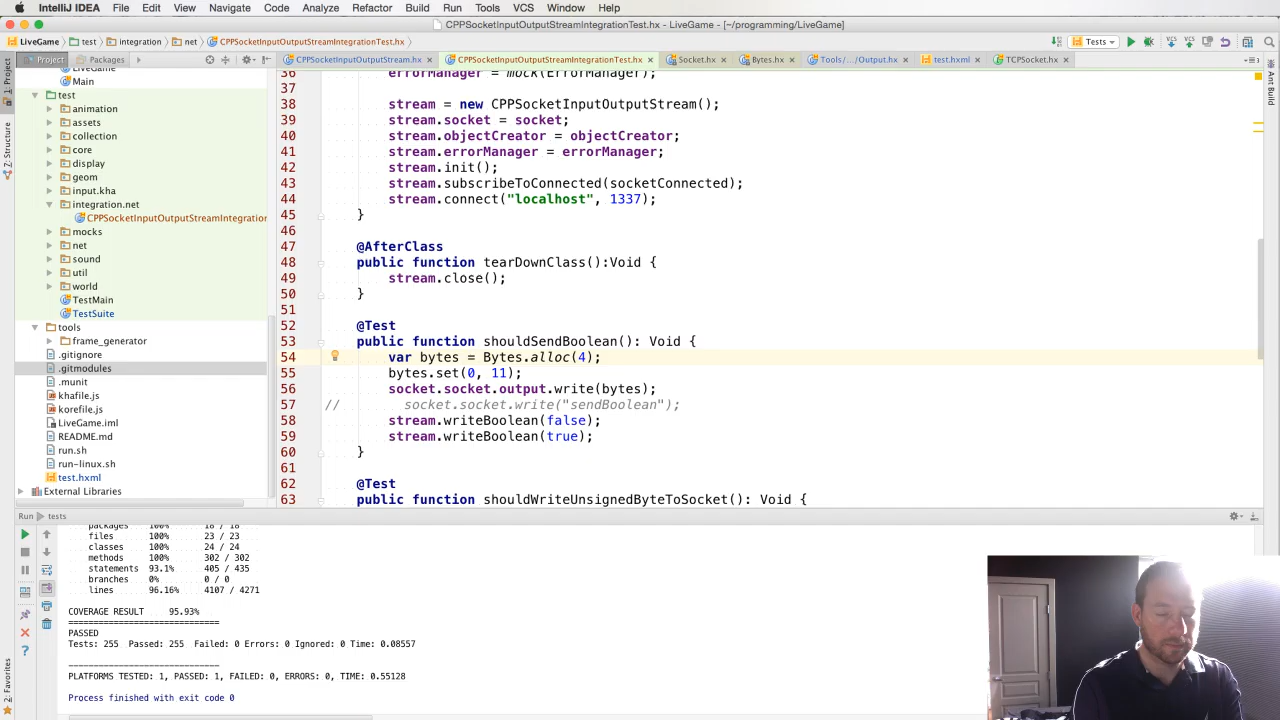 IntelliJ IDEA File Edit View Navigate Code Analyze Refactor Build Run Tools VCS Window Help
CPPSocketInputOutputStreamIntegrationTest.hx - LiveGame - [~/programming/LiveGame]
LiveGame test integration net CPPSocketInputOutputStreamIntegrationTest.hx Tests
Project Packages CPPSocketInputOutputStream.hx CPPSocketInputOutputStreamIntegrationTest.hx Socket.hx Bytes.hx Tools/.../Output.hx test.hxml TCPSocket.hx
1: Project
7: Structure
2: Favorites
Ant Build
LiveGame
Main
test
animation
assets
collection
core
display
geom
input.kha
integration.net
CPPSocketInputOutputStreamIntegration
mocks
net
sound
util
world
TestMain
TestSuite
tools
frame_generator
.gitignore
.gitmodules
.munit
khafile.js
korefile.js
LiveGame.iml
README.md
run.sh
run-linux.sh
test.hxml
External Libraries
36 errorManager = mock(ErrorManager);
37
38 stream = new CPPSocketInputOutputStream();
39 stream.socket = socket;
40 stream.objectCreator = objectCreator;
41 stream.errorManager = errorManager;
42 stream.init();
43 stream.subscribeToConnected(socketConnected);
44 stream.connect("localhost", 1337);
45 }
46
47 @AfterClass
48 public function tearDownClass():Void {
49 stream.close();
50 }
51
52 @Test
53 public function shouldSendBoolean(): Void {
54 var bytes = Bytes.alloc(4);
55 bytes.set(0, 11);
56 socket.socket.output.write(bytes);
57 // socket.socket.write("sendBoolean");
58 stream.writeBoolean(false);
59 stream.writeBoolean(true);
60 }
61
62 @Test
63 public function shouldWriteUnsignedByteToSocket(): Void {
Run tests
packages 100% 18 / 18
files 100% 23 / 23
classes 100% 24 / 24
methods 100% 302 / 302
statements 93.1% 405 / 435
branches 0% 0 / 0
lines 96.16% 4107 / 4271
COVERAGE RESULT 95.93%
==============================
PASSED
Tests: 255 Passed: 255 Failed: 0 Errors: 0 Ignored: 0 Time: 0.08557
------------------------------
PLATFORMS TESTED: 1, PASSED: 1, FAILED: 0, ERRORS: 0, TIME: 0.55128
Process finished with exit code 0